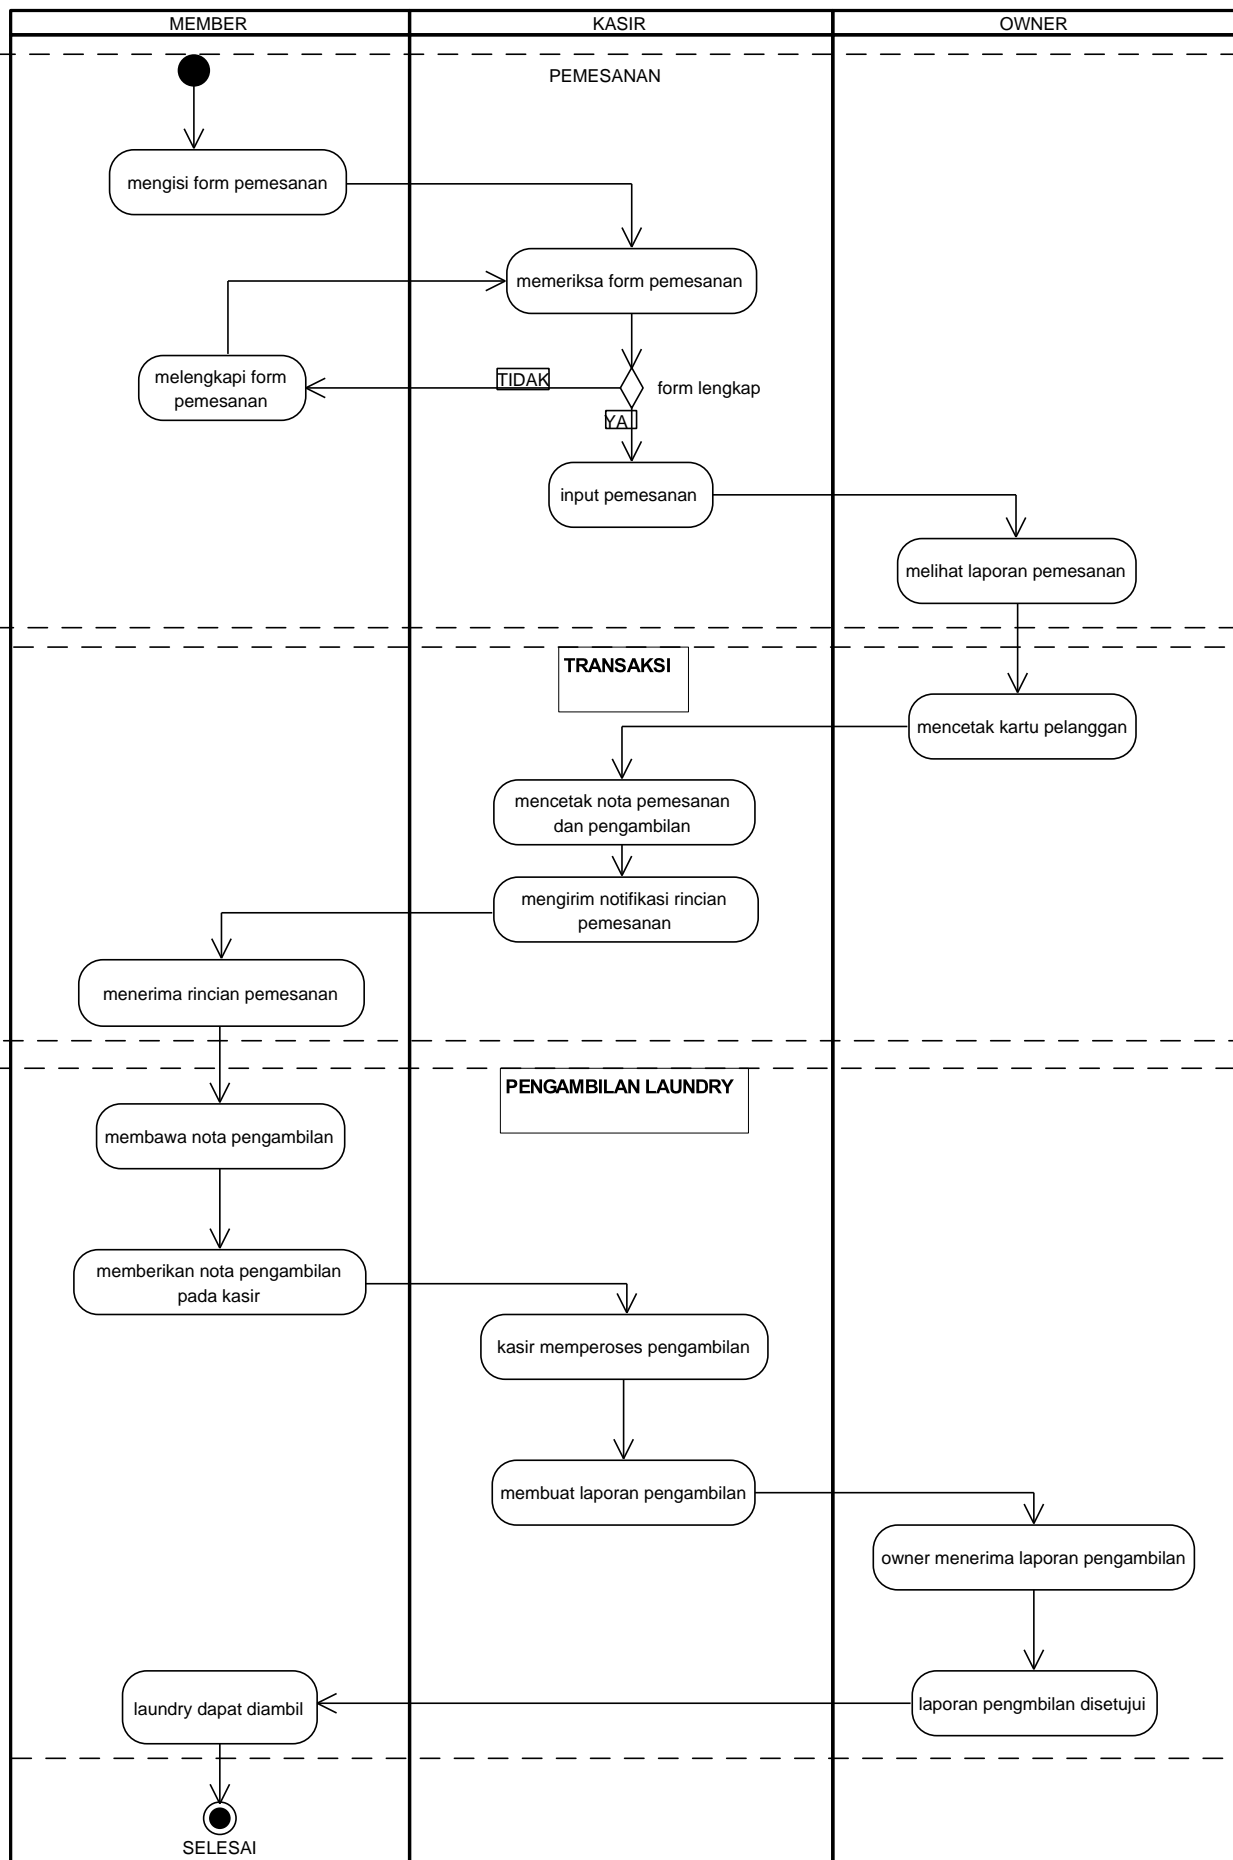 MEMBER
KASIR
OWNER
PEMESANAN
mengisi form pemesanan
memeriksa form pemesanan
melengkapi form
pemesanan
TIDAK
form lengkap
YA
input pemesanan
melihat laporan pemesanan
TRANSAKSI
mencetak kartu pelanggan
mencetak nota pemesanan
dan pengambilan
mengirim notifikasi rincian
pemesanan
menerima rincian pemesanan
PENGAMBILAN LAUNDRY
membawa nota pengambilan
memberikan nota pengambilan
pada kasir
kasir memperoses pengambilan
membuat laporan pengambilan
owner menerima laporan pengambilan
laundry dapat diambil
laporan pengmbilan disetujui
SELESAI